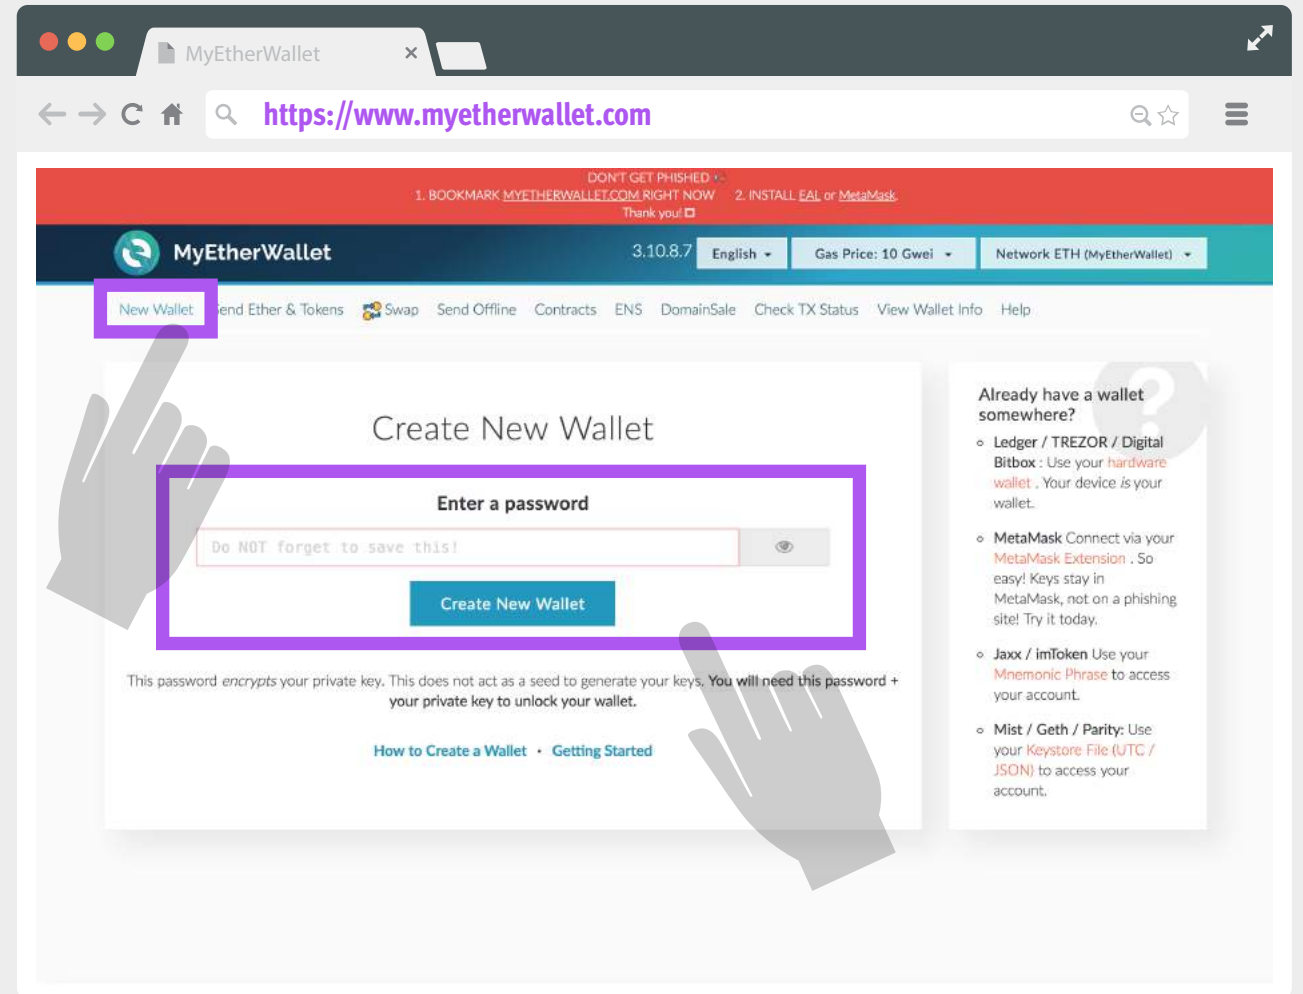 MyEtherWallet
https://www.myetherwallet.com
DON'T GET PHISHED
1. BOOKMARK MYETHERWALLET.COM RIGHT NOW 2. INSTALL EAL or MetaMask.
Thank you!
MyEtherWallet
3.10.8.7 English Gas Price: 10 Gwei Network ETH (MyEtherWallet)
New Wallet end Ether & Tokens Swap Send Offline Contracts ENS DomainSale Check TX Status View Wallet Info Help
Create New Wallet
Enter a password
Do NOT forget to save this!
Create New Wallet
This password encrypts your private key. This does not act as a seed to generate your keys. You will need this password +
your private key to unlock your wallet.
How to Create a Wallet • Getting Started
Already have a wallet
somewhere?
Ledger / TREZOR / Digital
Bitbox : Use your hardware
wallet . Your device is your
wallet.
MetaMask Connect via your
MetaMask Extension . So
easy! Keys stay in
MetaMask, not on a phishing
site! Try it today.
Jaxx / imToken Use your
Mnemonic Phrase to access
your account.
Mist / Geth / Parity: Use
your Keystore File (UTC /
JSON) to access your
account.